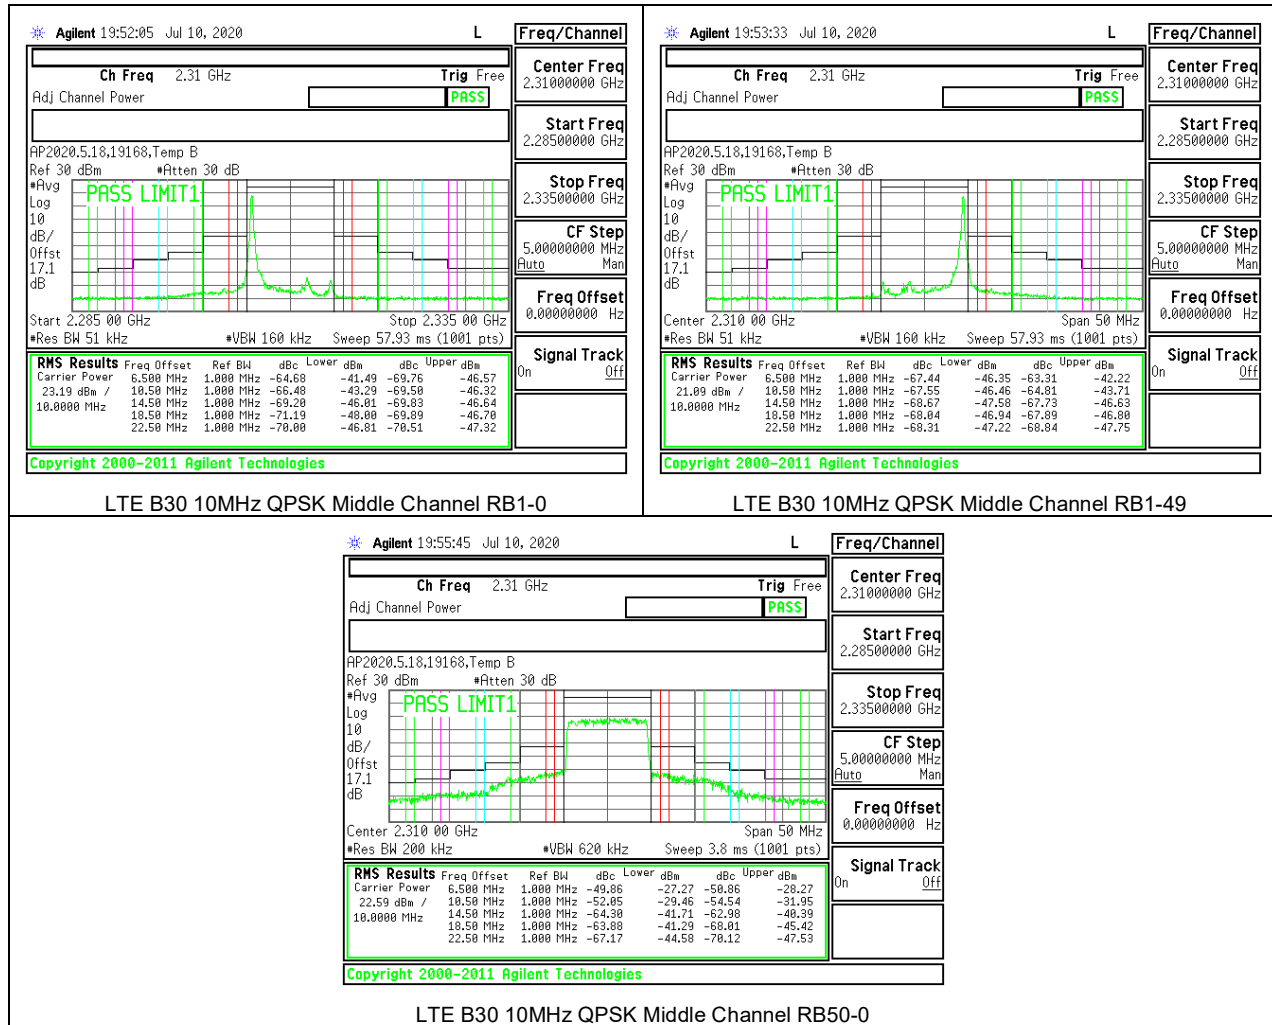 Agilent 19:52:05 Jul 10, 2020 L Freq/Channel
Ch Freq 2.31 GHz Trig Free
Adj Channel Power PASS
Center Freq
2.31000000 GHz
Start Freq
2.28500000 GHz
AP2020.5.18,19168,Temp B
Ref 30 dBm #Atten 30 dB
#Avg
Log
10
dB/
Offst
17.1
dB
PASS LIMIT1
Stop Freq
2.33500000 GHz
CF Step
5.00000000 MHz
Auto Man
Freq Offset
0.00000000 Hz
Start 2.285 00 GHz Stop 2.335 00 GHz
#Res BW 51 kHz #VBW 160 kHz Sweep 57.93 ms (1001 pts)
Signal Track
On Off
RMS Results Freq Offset Ref BW dBc Lower dBm dBc Upper dBm
Carrier Power 6.500 MHz 1.000 MHz -64.68 -41.49 -69.76 -46.57
23.19 dBm / 10.50 MHz 1.000 MHz -66.48 -43.29 -69.50 -46.32
10.0000 MHz 14.50 MHz 1.000 MHz -69.20 -46.01 -69.83 -46.64
18.50 MHz 1.000 MHz -71.19 -48.00 -69.89 -46.70
22.50 MHz 1.000 MHz -70.00 -46.81 -70.51 -47.32
Copyright 2000-2011 Agilent Technologies
LTE B30 10MHz QPSK Middle Channel RB1-0
Agilent 19:53:33 Jul 10, 2020 L Freq/Channel
Ch Freq 2.31 GHz Trig Free
Adj Channel Power PASS
Center Freq
2.31000000 GHz
Start Freq
2.28500000 GHz
AP2020.5.18,19168,Temp B
Ref 30 dBm #Atten 30 dB
#Avg
Log
10
dB/
Offst
17.1
dB
PASS LIMIT1
Stop Freq
2.33500000 GHz
CF Step
5.00000000 MHz
Auto Man
Freq Offset
0.00000000 Hz
Center 2.310 00 GHz Span 50 MHz
#Res BW 51 kHz #VBW 160 kHz Sweep 57.93 ms (1001 pts)
Signal Track
On Off
RMS Results Freq Offset Ref BW dBc Lower dBm dBc Upper dBm
Carrier Power 6.500 MHz 1.000 MHz -67.44 -46.35 -63.31 -42.22
21.09 dBm / 10.50 MHz 1.000 MHz -67.55 -46.46 -64.81 -43.71
10.0000 MHz 14.50 MHz 1.000 MHz -68.67 -47.58 -67.73 -46.63
18.50 MHz 1.000 MHz -68.04 -46.94 -67.89 -46.80
22.50 MHz 1.000 MHz -68.31 -47.22 -68.84 -47.75
Copyright 2000-2011 Agilent Technologies
LTE B30 10MHz QPSK Middle Channel RB1-49
Agilent 19:55:45 Jul 10, 2020 L Freq/Channel
Ch Freq 2.31 GHz Trig Free
Adj Channel Power PASS
Center Freq
2.31000000 GHz
Start Freq
2.28500000 GHz
AP2020.5.18,19168,Temp B
Ref 30 dBm #Atten 30 dB
#Avg
Log
10
dB/
Offst
17.1
dB
PASS LIMIT1
Stop Freq
2.33500000 GHz
CF Step
5.00000000 MHz
Auto Man
Freq Offset
0.00000000 Hz
Center 2.310 00 GHz Span 50 MHz
#Res BW 200 kHz #VBW 620 kHz Sweep 3.8 ms (1001 pts)
Signal Track
On Off
RMS Results Freq Offset Ref BW dBc Lower dBm dBc Upper dBm
Carrier Power 6.500 MHz 1.000 MHz -49.86 -27.27 -50.86 -28.27
22.59 dBm / 10.50 MHz 1.000 MHz -52.05 -29.46 -54.54 -31.95
10.0000 MHz 14.50 MHz 1.000 MHz -64.30 -41.71 -62.98 -40.39
18.50 MHz 1.000 MHz -63.88 -41.29 -68.01 -45.42
22.50 MHz 1.000 MHz -67.17 -44.58 -70.12 -47.53
Copyright 2000-2011 Agilent Technologies
LTE B30 10MHz QPSK Middle Channel RB50-0